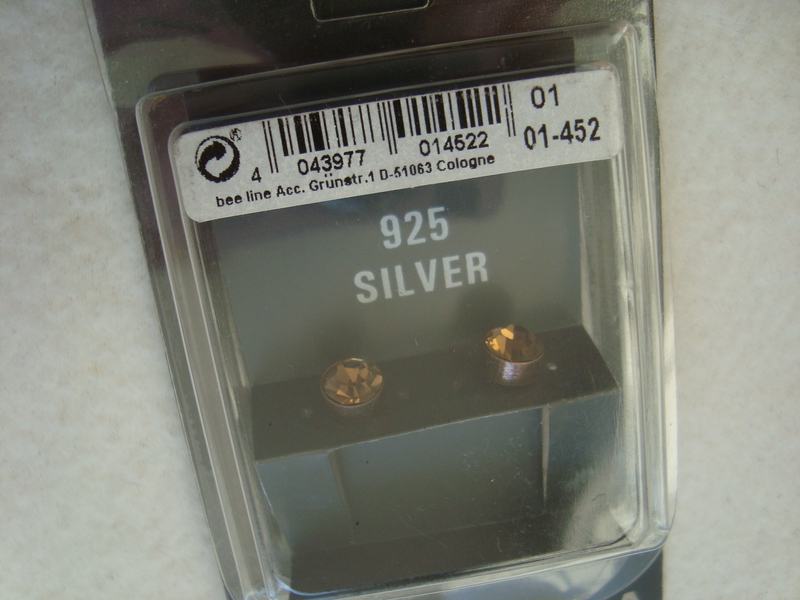 ®
01
4 043977 014522
01-452
bee line Acc. Grünstr.1 D-51063 Cologne
925
SILVER